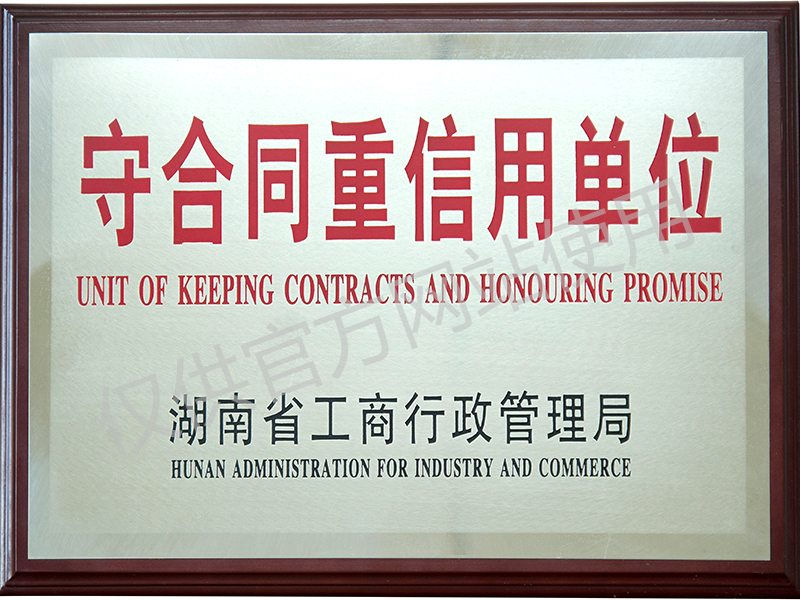 守合同重信用单位
UNIT OF KEEPING CONTRACTS AND HONOURING PROMISE
湖南省工商行政管理局
HUNAN ADMINISTRATION FOR INDUSTRY AND COMMERCE
仅供官方网站使用